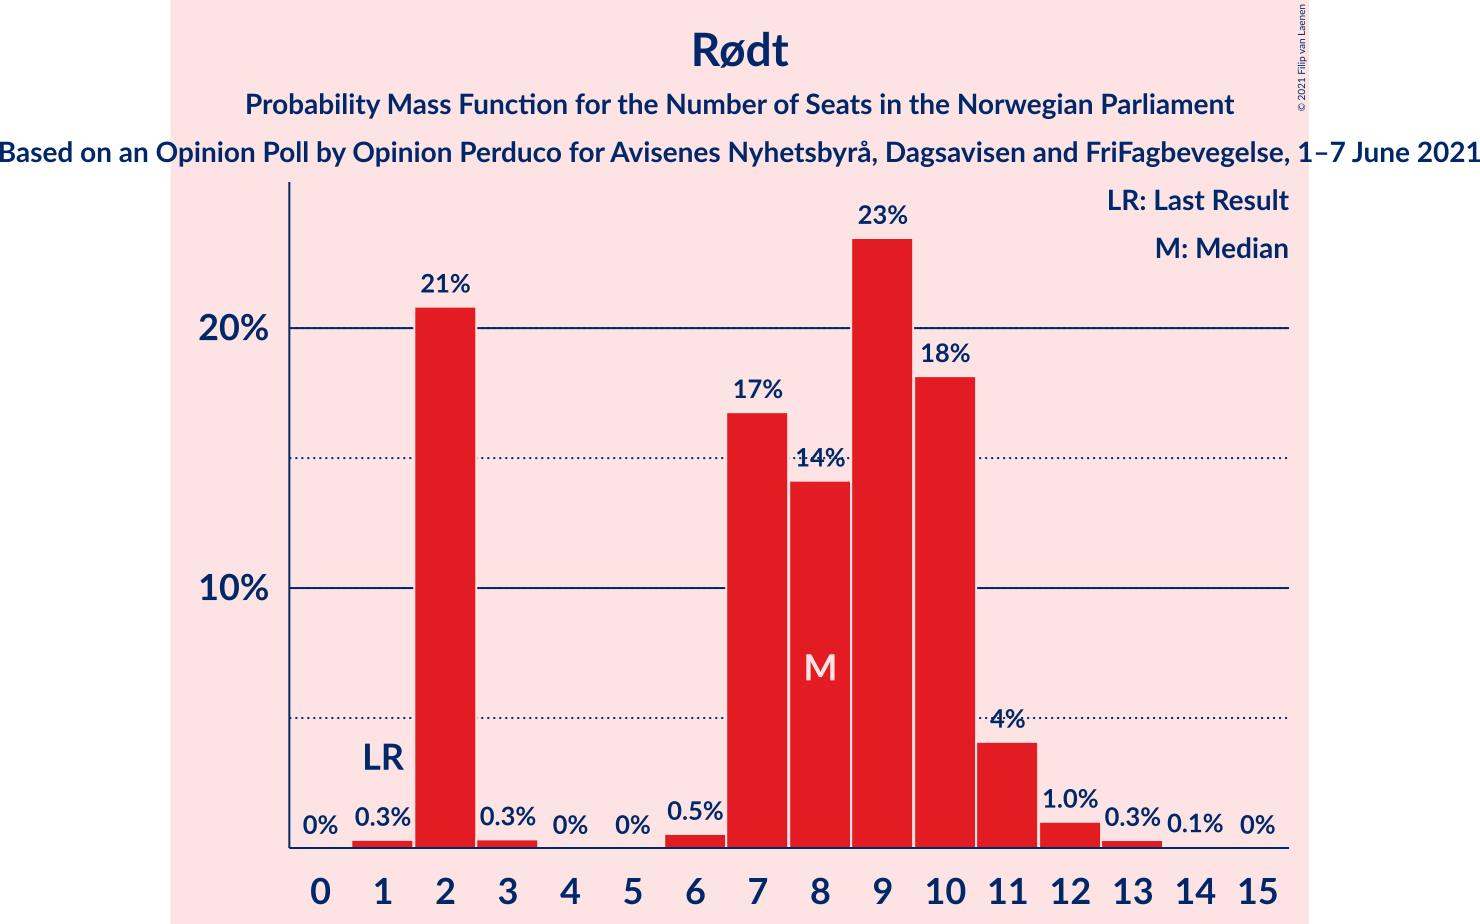 Rødt
Probability Mass Function for the Number of Seats in the Norwegian Parliament
Based on an Opinion Poll by Opinion Perduco for Avisenes Nyhetsbyrå, Dagsavisen and FriFagbevegelse, 1–7 June 2021
© 2021 Filip van Laenen
LR: Last Result
M: Median
23%
21%
20%
18%
17%
14%
10%
M
4%
LR
0% 0.3% 0.3% 0% 0% 0.5% 1.0% 0.3% 0.1% 0%
0 1 2 3 4 5 6 7 8 9 10 11 12 13 14 15